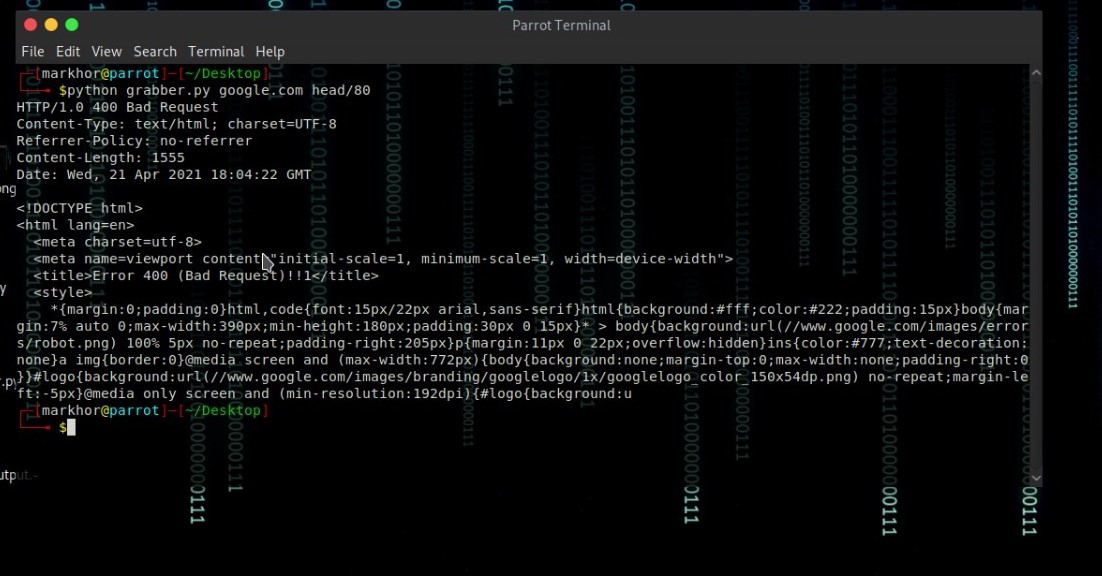 Parrot Terminal
File Edit View Search Terminal Help
┌─[markhor@parrot]─[~/Desktop]
└──╼ $python grabber.py google.com head/80
HTTP/1.0 400 Bad Request
Content-Type: text/html; charset=UTF-8
Referrer-Policy: no-referrer
Content-Length: 1555
Date: Wed, 21 Apr 2021 18:04:22 GMT
<!DOCTYPE html>
<html lang=en>
<meta charset=utf-8>
<meta name=viewport content="initial-scale=1, minimum-scale=1, width=device-width">
<title>Error 400 (Bad Request)!!1</title>
<style>
*{margin:0;padding:0}html,code{font:15px/22px arial,sans-serif}html{background:#fff;color:#222;padding:15px}body{mar
gin:7% auto 0;max-width:390px;min-height:180px;padding:30px 0 15px}* > body{background:url(//www.google.com/images/error
s/robot.png) 100% 5px no-repeat;padding-right:205px}p{margin:11px 0 22px;overflow:hidden}ins{color:#777;text-decoration:
none}a img{border:0}@media screen and (max-width:772px){body{background:none;margin-top:0;max-width:none;padding-right:0
}}#logo{background:url(//www.google.com/images/branding/googlelogo/1x/googlelogo_color_150x54dp.png) no-repeat;margin-le
ft:-5px}@media only screen and (min-resolution:192dpi){#logo{background:u
┌─[markhor@parrot]─[~/Desktop]
└──╼ $